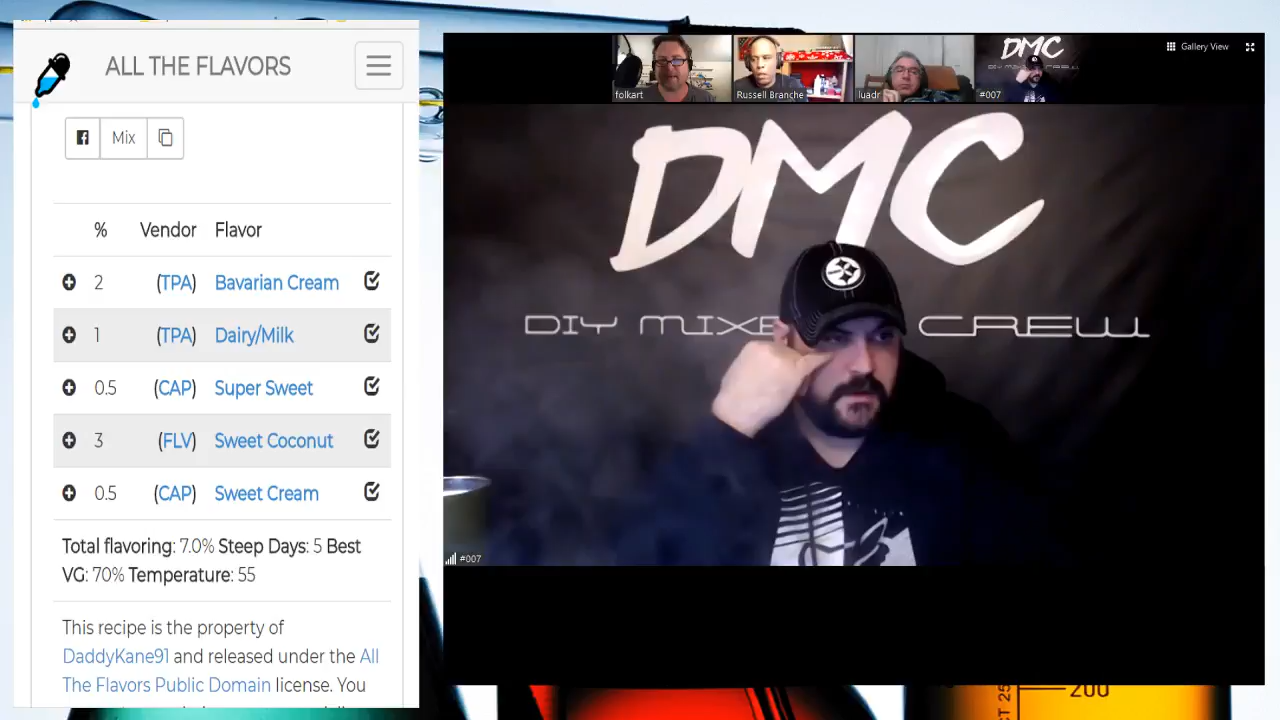 ALL THE FLAVORS
Mix
% Vendor Flavor
2 (TPA) Bavarian Cream
1 (TPA) Dairy/Milk
0.5 (CAP) Super Sweet
3 (FLV) Sweet Coconut
0.5 (CAP) Sweet Cream
Total flavoring: 7.0% Steep Days: 5 Best
VG: 70% Temperature: 55
This recipe is the property of
DaddyKane91 and released under the All
The Flavors Public Domain license. You
Gallery View
folkart
Russell Branche
luadr
DMC
#007
DMC
DIY MIXE CREW
#007
200